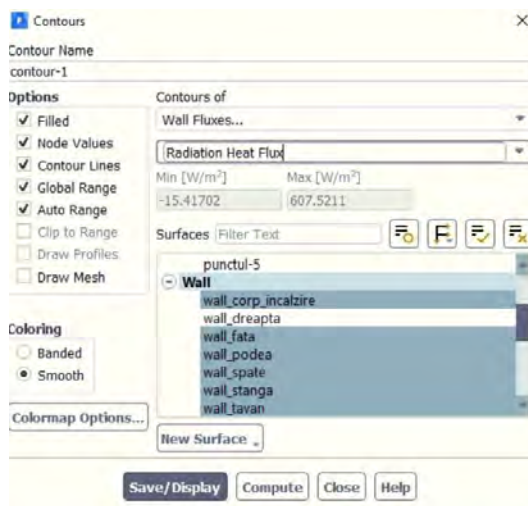 Contours
Contour Name
contour-1
Options
Filled
Node Values
Contour Lines
Global Range
Auto Range
Clip to Range
Draw Profiles
Draw Mesh
Coloring
Banded
Smooth
Colormap Options...
Contours of
Wall Fluxes...
Radiation Heat Flux
Min [W/m²] Max [W/m²]
-15.41702 607.5211
Surfaces Filter Text
punctul-5
Wall
wall_corp_incalzire
wall_dreapta
wall_fata
wall_podea
wall_spate
wall_stanga
wall_tavan
New Surface
Save/Display Compute Close Help